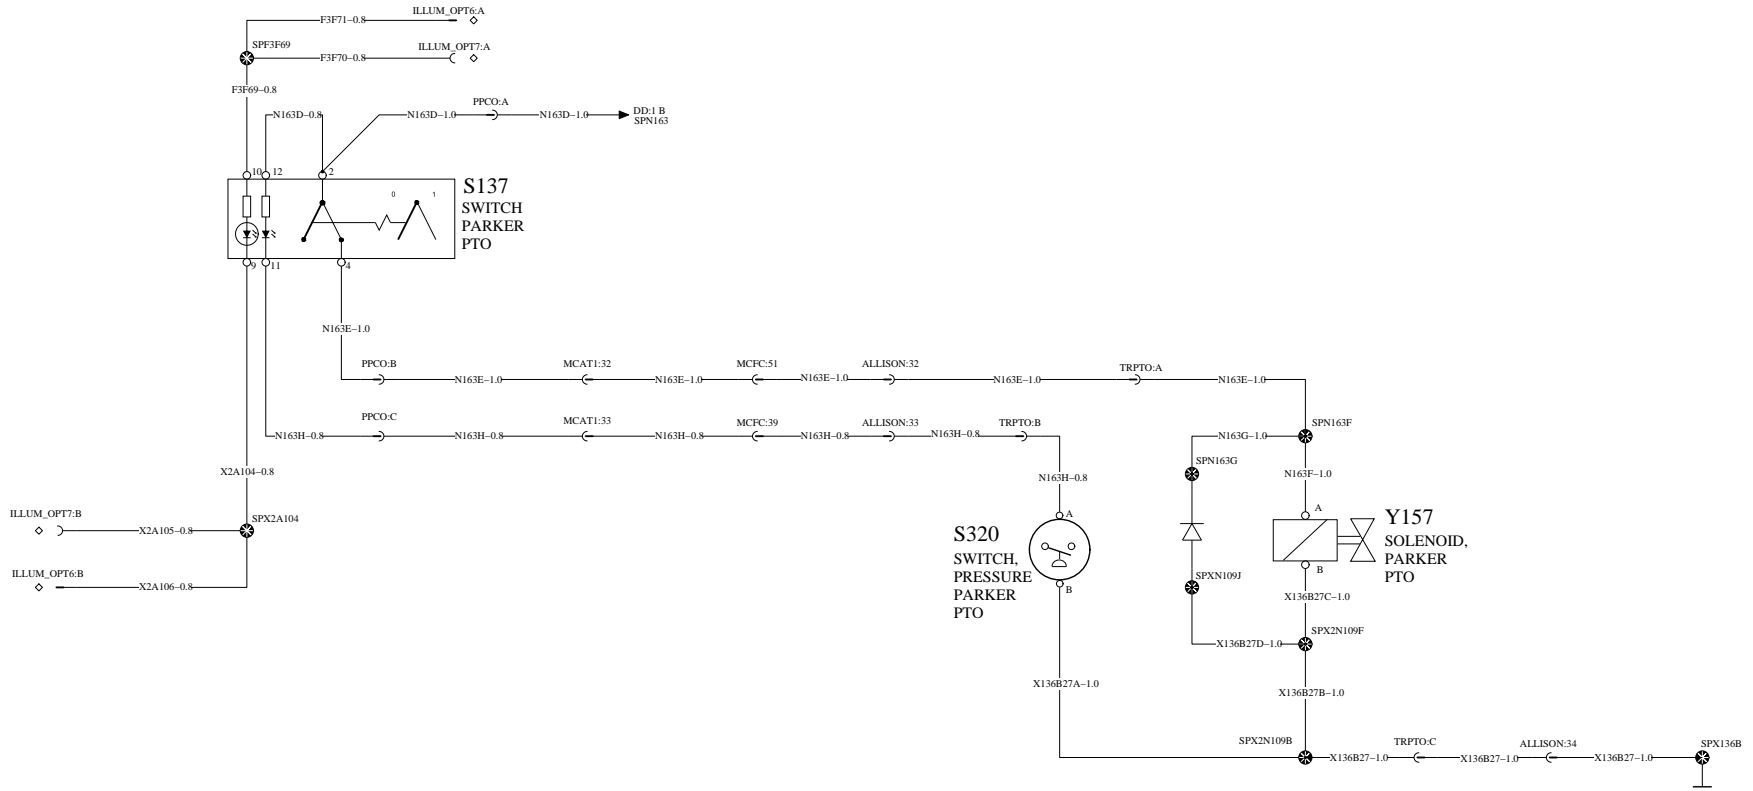 ILLUM_OPT6:A
F3F71–0.8
SPF3F69
ILLUM_OPT7:A
F3F70–0.8
F3F69–0.8
N163D–0.8
N163D–1.0
PPCO:A
N163D–1.0
DD:1 B
SPN163
10
12
2
0
1
S137
SWITCH
PARKER
PTO
9
11
4
N163E–1.0
PPCO:B
N163E–1.0
MCAT1:32
N163E–1.0
MCFC:51
N163E–1.0
ALLISON:32
N163E–1.0
TRPTO:A
N163E–1.0
N163H–0.8
PPCO:C
N163H–0.8
MCAT1:33
N163H–0.8
MCFC:39
N163H–0.8
ALLISON:33
N163H–0.8
TRPTO:B
SPN163F
N163G–1.0
SPN163G
N163F–1.0
X2A104–0.8
N163H–0.8
ILLUM_OPT7:B
X2A105–0.8
SPX2A104
ILLUM_OPT6:B
X2A106–0.8
A
S320
SWITCH,
PRESSURE
PARKER
PTO
B
A
Y157
SOLENOID,
PARKER
PTO
B
SPXN109J
X136B27C–1.0
SPX2N109F
X136B27D–1.0
X136B27A–1.0
X136B27B–1.0
SPX2N109B
X136B27–1.0
TRPTO:C
X136B27–1.0
ALLISON:34
X136B27–1.0
SPX136B